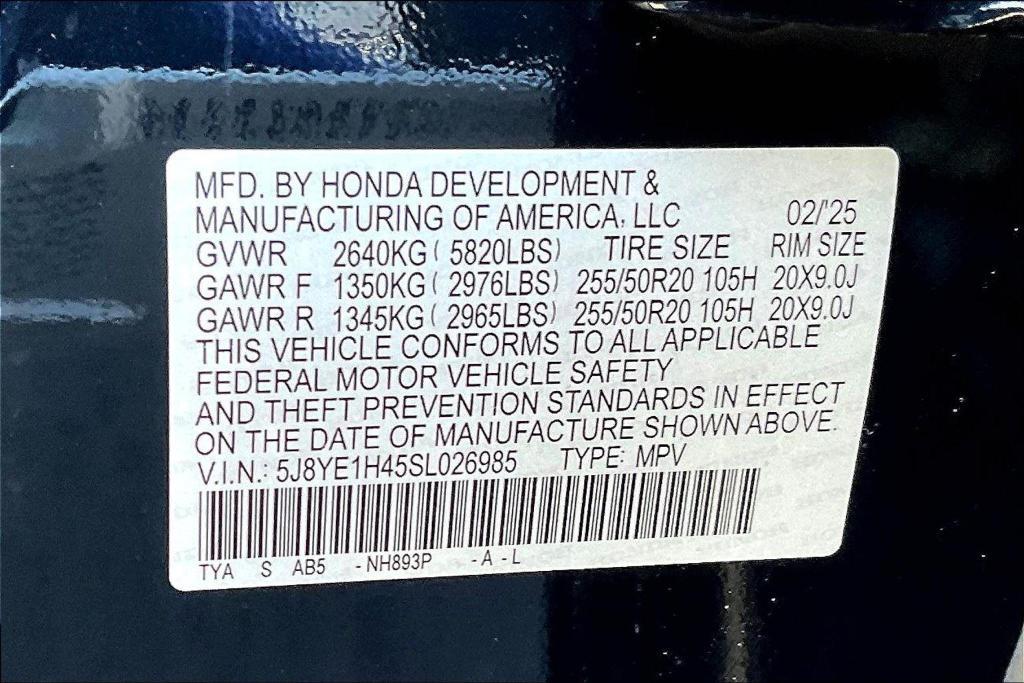 MFD. BY HONDA DEVELOPMENT &
MANUFACTURING OF AMERICA, LLC 02/'25
GVWR 2640KG ( 5820LBS) TIRE SIZE RIM SIZE
GAWR F 1350KG ( 2976LBS) 255/50R20 105H 20X9.0J
GAWR R 1345KG ( 2965LBS) 255/50R20 105H 20X9.0J
THIS VEHICLE CONFORMS TO ALL APPLICABLE
FEDERAL MOTOR VEHICLE SAFETY
AND THEFT PREVENTION STANDARDS IN EFFECT
ON THE DATE OF MANUFACTURE SHOWN ABOVE.
V.I.N.: 5J8YE1H45SL026985 TYPE: MPV
TYA S AB5 -NH893P -A-L